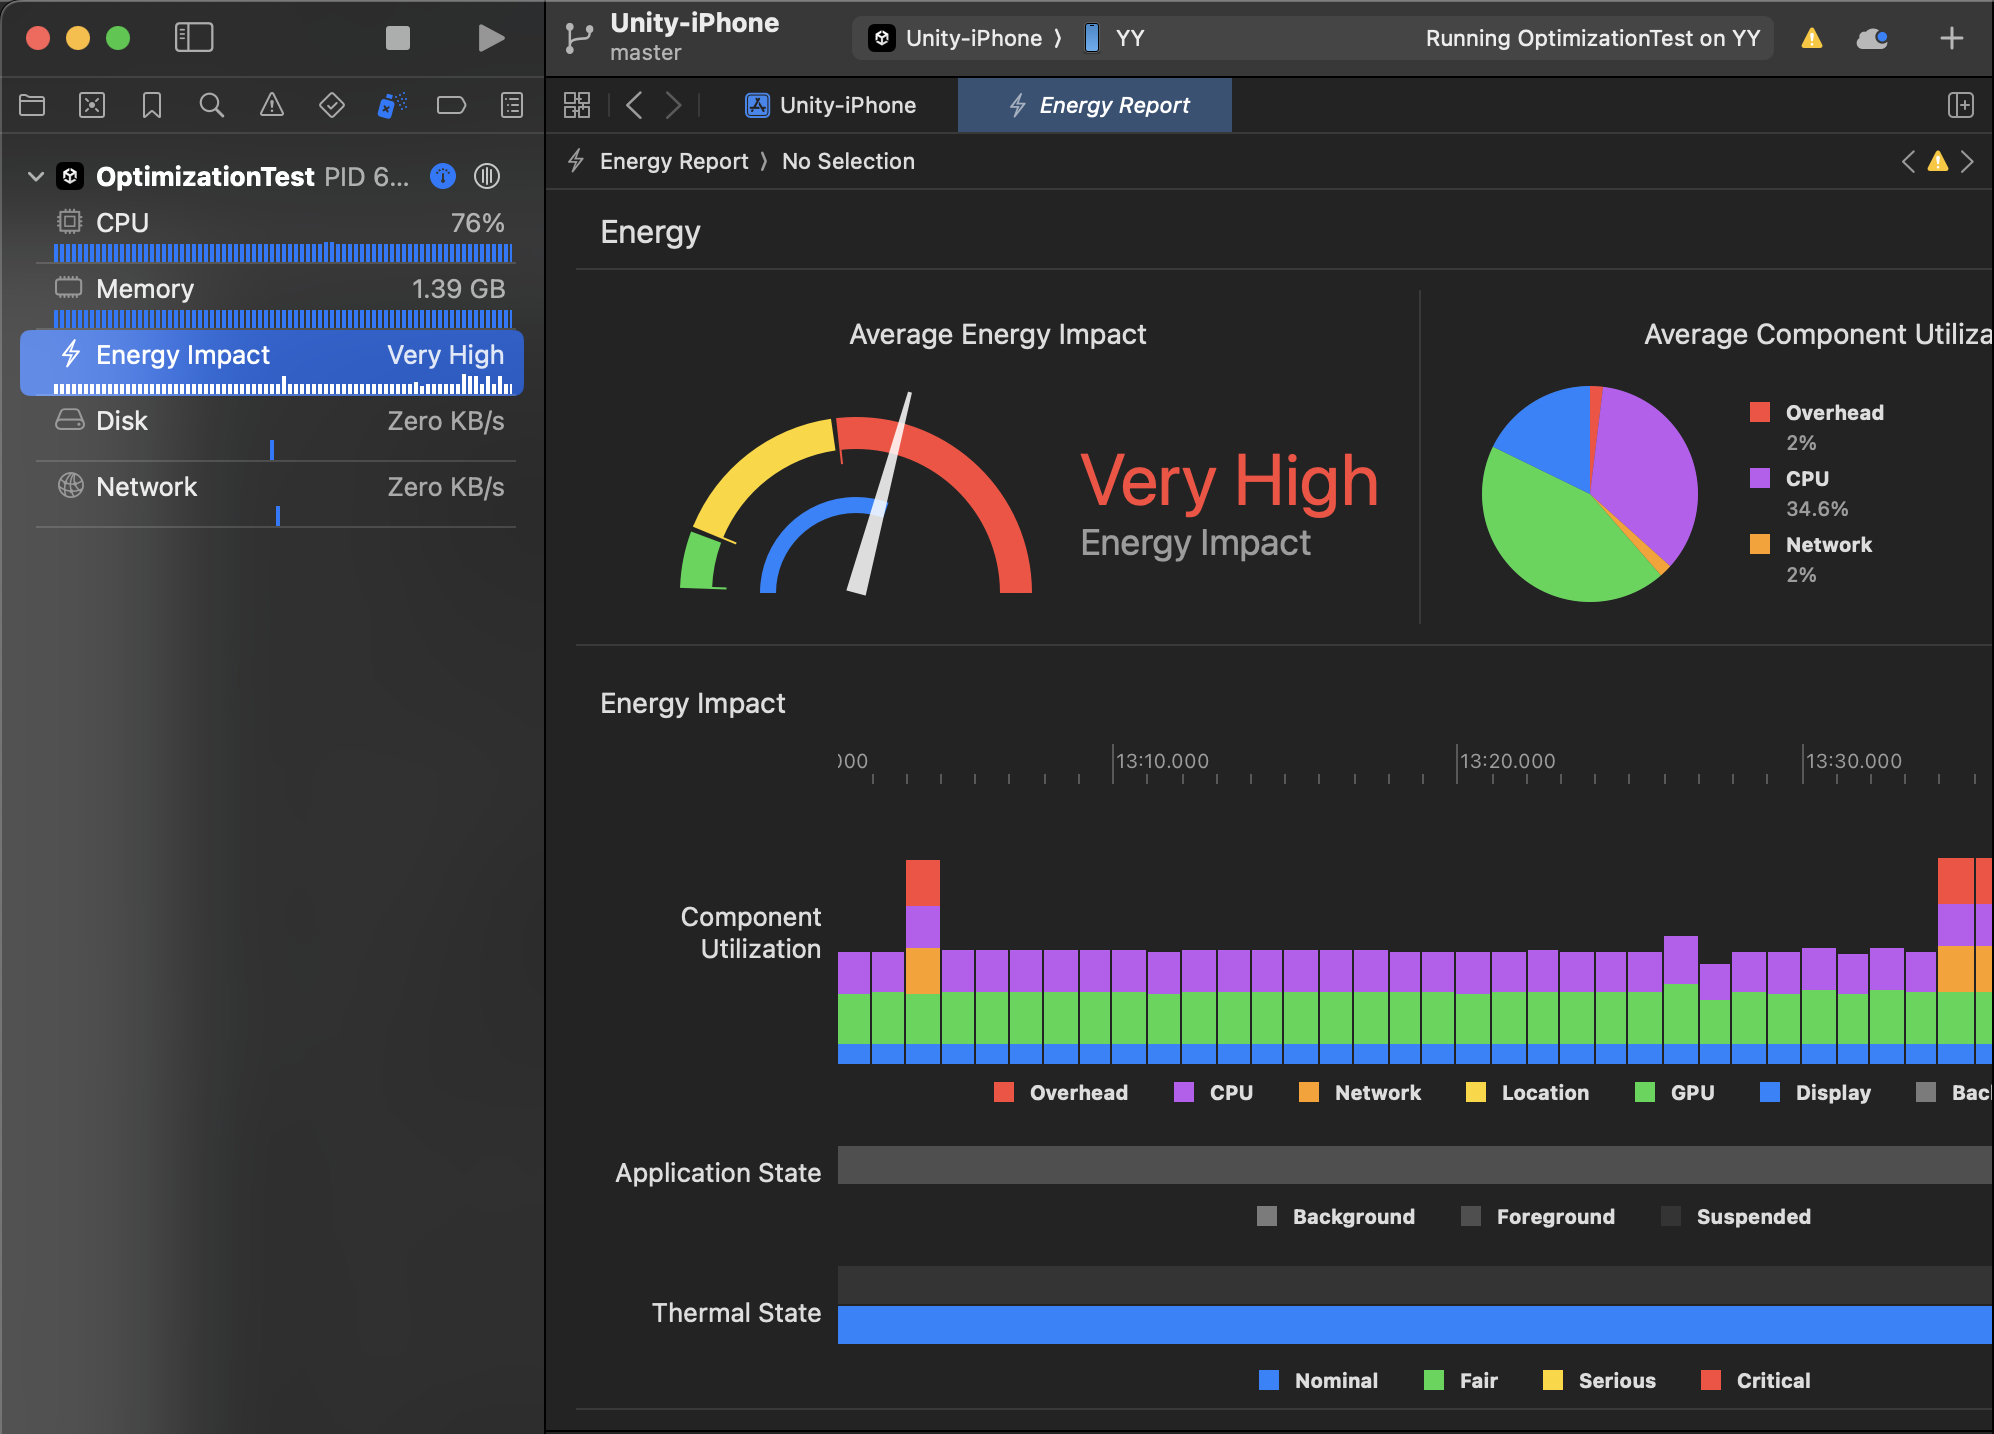 Unity-iPhone
master
Unity-iPhone ⟩ YY
Running OptimizationTest on YY
Unity-iPhone
Energy Report
Energy Report ⟩ No Selection
OptimizationTest PID 6...
CPU 76%
Memory 1.39 GB
Energy Impact Very High
Disk Zero KB/s
Network Zero KB/s
Energy
Average Energy Impact
Very High
Energy Impact
Average Component Utiliza
Overhead
2%
CPU
34.6%
Network
2%
Energy Impact
000 13:10.000 13:20.000 13:30.000
Component
Utilization
Overhead CPU Network Location GPU Display Bac
Application State
Background Foreground Suspended
Thermal State
Nominal Fair Serious Critical